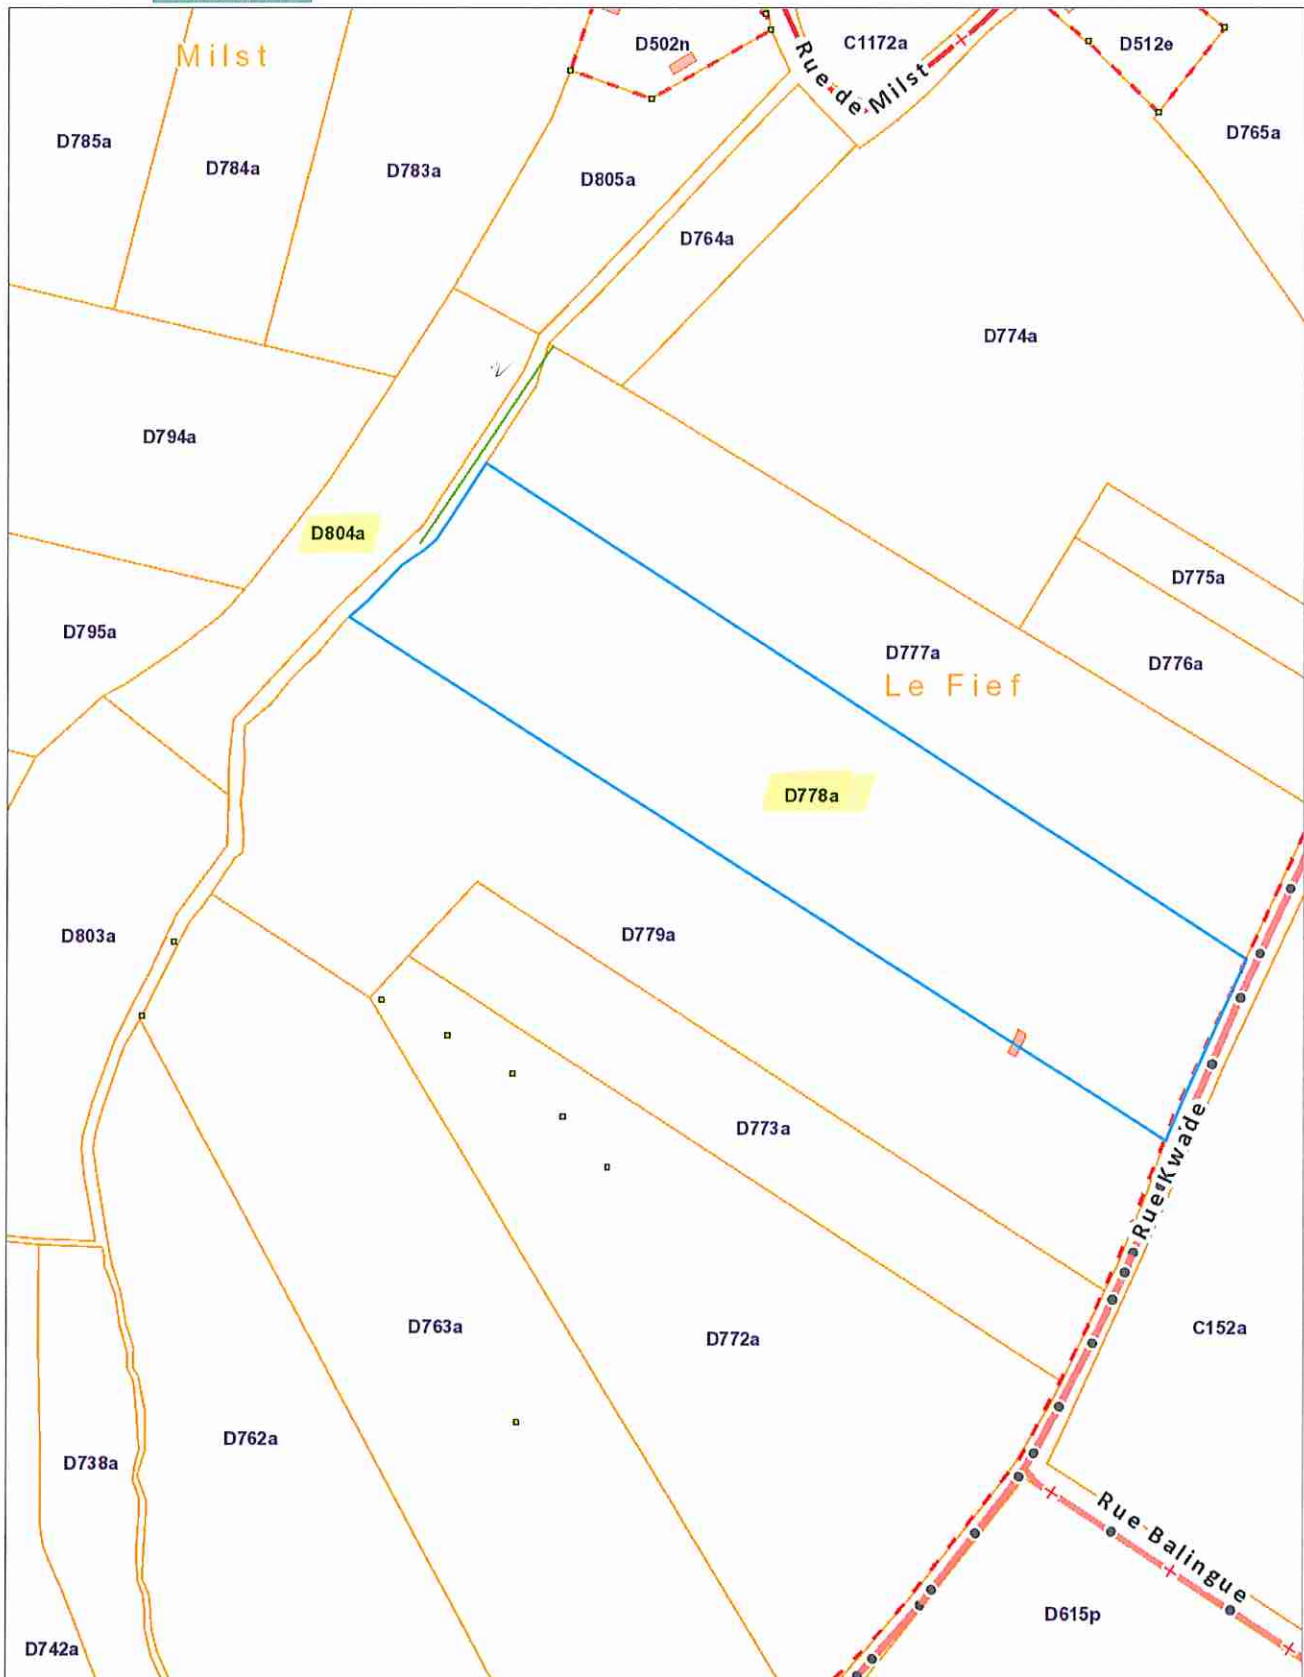 Milst
D502n
C1172a
D512e
Rue de Milst
D785a
D784a
D783a
D805a
D765a
D764a
D774a
D794a
D804a
D775a
D795a
D777a
D776a
Le Fief
D778a
D803a
D779a
D773a
Rue Kwade
D763a
D772a
C152a
D762a
D738a
Rue Balingue
D615p
D742a